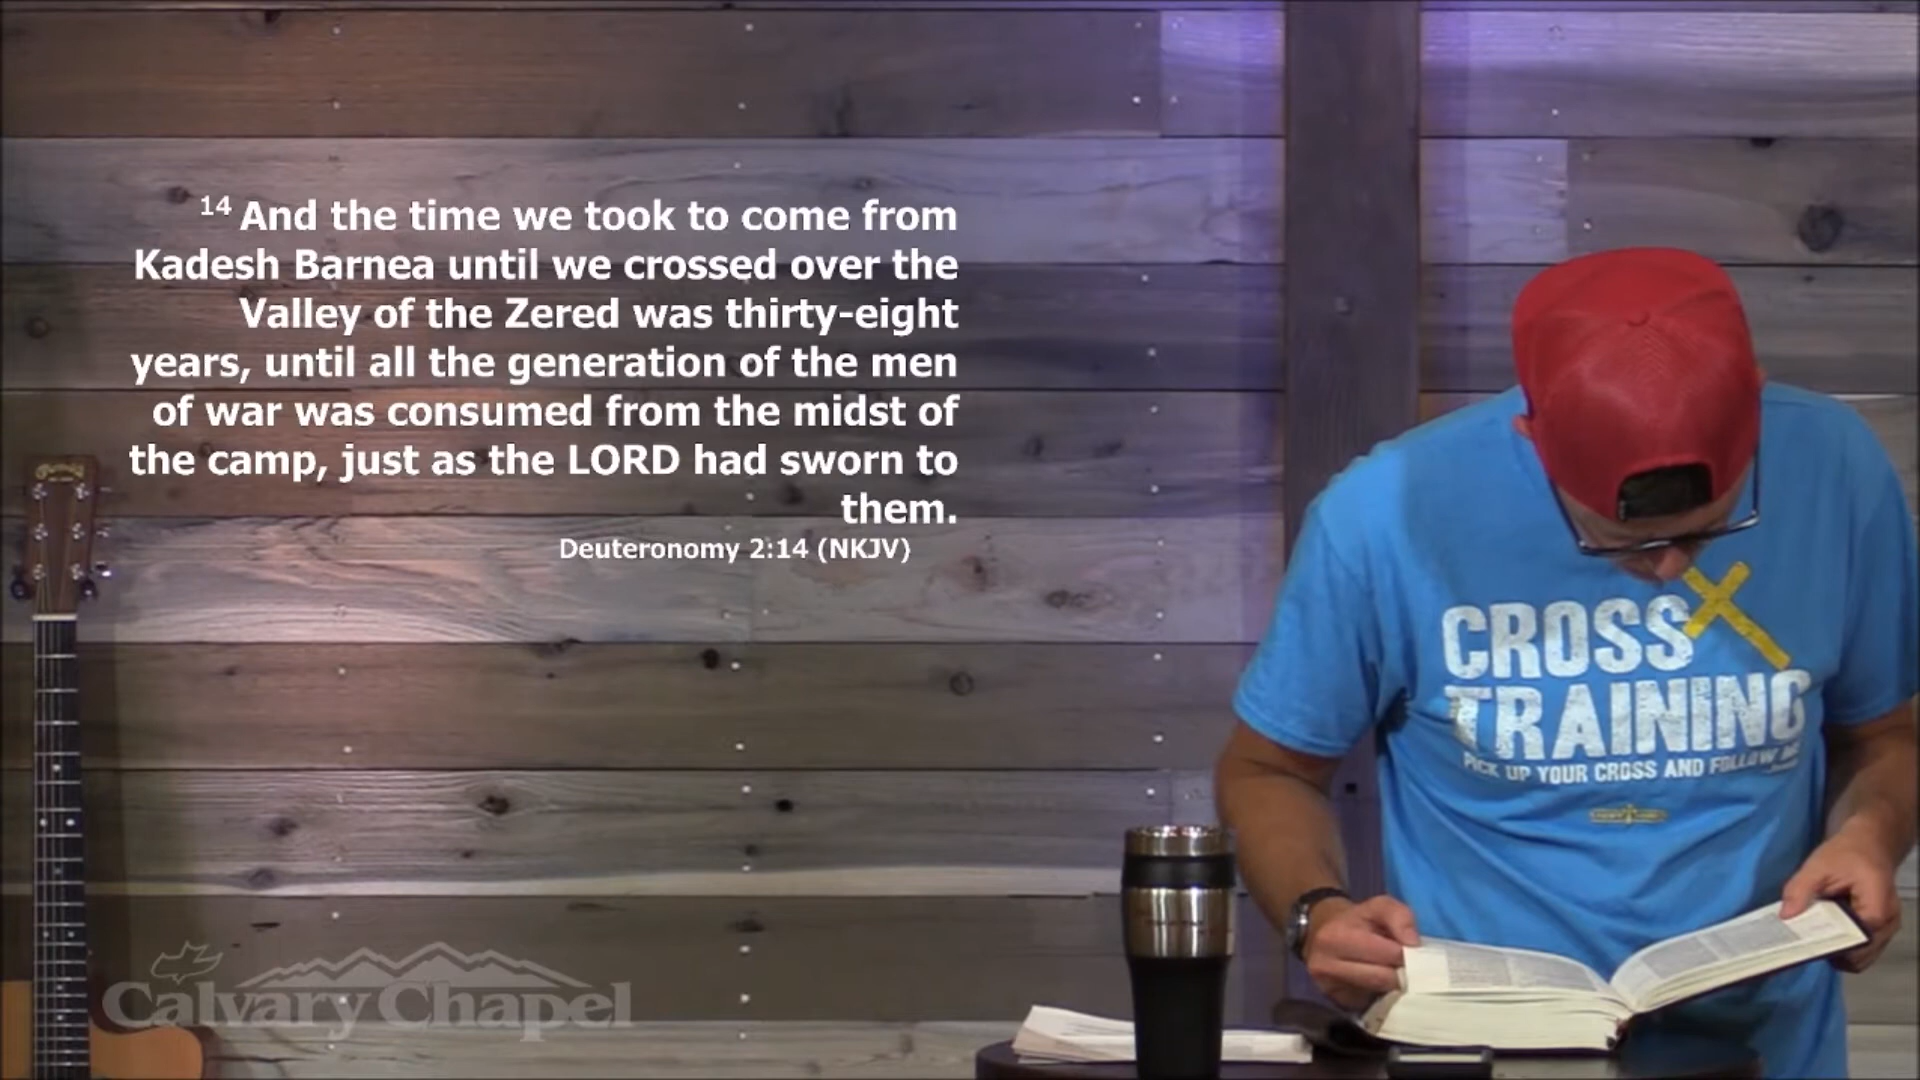 14 And the time we took to come from
Kadesh Barnea until we crossed over the
Valley of the Zered was thirty-eight
years, until all the generation of the men
of war was consumed from the midst of
the camp, just as the LORD had sworn to
them.
Deuteronomy 2:14 (NKJV)
CROSS
TRAINING
PICK UP YOUR CROSS AND FOLLOW ME
Calvary Chapel